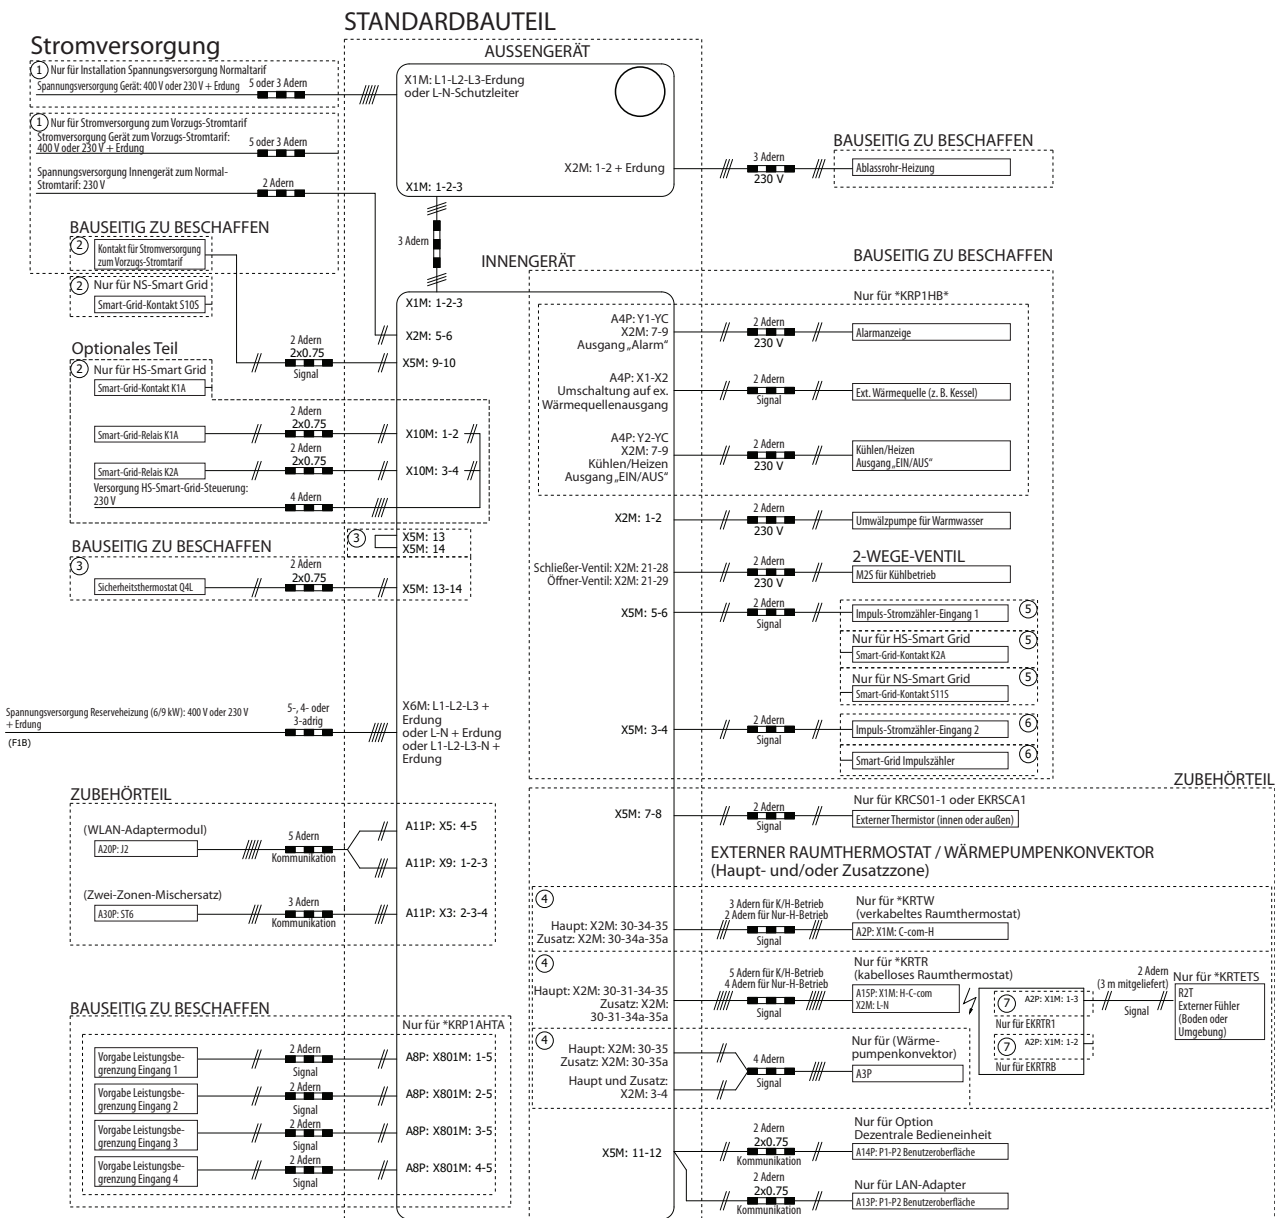 STANDARDBAUTEIL
Stromversorgung
1 Nur für Installation Spannungsversorgung Normaltarif
Spannungsversorgung Gerät: 400 V oder 230 V + Erdung
5 oder 3 Adern
1 Nur für Stromversorgung zum Vorzugs-Stromtarif
Stromversorgung Gerät zum Vorzugs-Stromtarif:
400 V oder 230 V + Erdung
5 oder 3 Adern
Spannungsversorgung Innengerät zum Normal-
Stromtarif: 230 V
2 Adern
BAUSEITIG ZU BESCHAFFEN
2 Kontakt für Stromversorgung
zum Vorzugs-Stromtarif
2 Nur für NS-Smart Grid
Smart-Grid-Kontakt S10S
2 Adern
2x0.75
Signal
Optionales Teil
2 Nur für HS-Smart Grid
Smart-Grid-Kontakt K1A
Smart-Grid-Relais K1A
2 Adern
2x0.75
Smart-Grid-Relais K2A
2 Adern
2x0.75
Versorgung HS-Smart-Grid-Steuerung:
230 V
4 Adern
BAUSEITIG ZU BESCHAFFEN
3
Sicherheitsthermostat Q4L
2 Adern
2x0.75
Spannungsversorgung Reserveheizung (6/9 kW): 400 V oder 230 V
+ Erdung
(F1B)
5-, 4- oder
3-adrig
ZUBEHÖRTEIL
(WLAN-Adaptermodul)
A20P: J2
5 Adern
Kommunikation
(Zwei-Zonen-Mischersatz)
A30P: ST6
3 Adern
Kommunikation
BAUSEITIG ZU BESCHAFFEN
Nur für *KRP1AHTA
Vorgabe Leistungsbe-
grenzung Eingang 1
2 Adern
Signal
A8P: X801M: 1-5
Vorgabe Leistungsbe-
grenzung Eingang 2
2 Adern
Signal
A8P: X801M: 2-5
Vorgabe Leistungsbe-
grenzung Eingang 3
2 Adern
Signal
A8P: X801M: 3-5
Vorgabe Leistungsbe-
grenzung Eingang 4
2 Adern
Signal
A8P: X801M: 4-5
AUSSENGERÄT
X1M: L1-L2-L3-Erdung
oder L-N-Schutzleiter
X2M: 1-2 + Erdung
X1M: 1-2-3
3 Adern
INNENGERÄT
X1M: 1-2-3
X2M: 5-6
X5M: 9-10
X10M: 1-2
X10M: 3-4
3 X5M: 13
X5M: 14
X5M: 13-14
X6M: L1-L2-L3 +
Erdung
oder L-N + Erdung
oder L1-L2-L3-N +
Erdung
A11P: X5: 4-5
A11P: X9: 1-2-3
A11P: X3: 2-3-4
3 Adern
230 V
BAUSEITIG ZU BESCHAFFEN
Ablassrohr-Heizung
BAUSEITIG ZU BESCHAFFEN
Nur für *KRP1HB*
A4P: Y1-YC
X2M: 7-9
Ausgang „Alarm“
2 Adern
230 V
Alarmanzeige
A4P: X1-X2
Umschaltung auf ex.
Wärmequellenausgang
2 Adern
Signal
Ext. Wärmequelle (z. B. Kessel)
A4P: Y2-YC
X2M: 7-9
Kühlen/Heizen
Ausgang „EIN/AUS“
2 Adern
230 V
Kühlen/Heizen
Ausgang „EIN/AUS“
X2M: 1-2
2 Adern
230 V
Umwälzpumpe für Warmwasser
2-WEGE-VENTIL
Schließer-Ventil: X2M: 21-28
Öffner-Ventil: X2M: 21-29
2 Adern
230 V
M2S für Kühlbetrieb
X5M: 5-6
2 Adern
Signal
Impuls-Stromzähler-Eingang 1 5
Nur für HS-Smart Grid 5
Smart-Grid-Kontakt K2A
Nur für NS-Smart Grid 5
Smart-Grid-Kontakt S11S
X5M: 3-4
2 Adern
Signal
Impuls-Stromzähler-Eingang 2 6
Smart-Grid Impulszähler 6
ZUBEHÖRTEIL
X5M: 7-8
2 Adern
Signal
Nur für KRCS01-1 oder EKRSCA1
Externer Thermistor (innen oder außen)
EXTERNER RAUMTHERMOSTAT / WÄRMEPUMPENKONVEKTOR
(Haupt- und/oder Zusatzzone)
4
Haupt: X2M: 30-34-35
Zusatz: X2M: 30-34a-35a
3 Adern für K/H-Betrieb
2 Adern für Nur-H-Betrieb
Signal
Nur für *KRTW
(verkabeltes Raumthermostat)
A2P: X1M: C-com-H
4
Haupt: X2M: 30-31-34-35
Zusatz: X2M:
30-31-34a-35a
5 Adern für K/H-Betrieb
4 Adern für Nur-H-Betrieb
Signal
Nur für *KRTR
(kabelloses Raumthermostat)
A15P: X1M: H-C-com
X2M: L-N
7 A2P: X1M: 1-3
Nur für EKRTR1
7 A2P: X1M: 1-2
Nur für EKRTRB
2 Adern
(3 m mitgeliefert)
Signal
Nur für *KRTETS
R2T
Externer Fühler
(Boden oder
Umgebung)
4
Haupt: X2M: 30-35
Zusatz: X2M: 30-35a
Haupt und Zusatz:
X2M: 3-4
4 Adern
Signal
Nur für (Wärme-
pumpenkonvektor)
A3P
X5M: 11-12
2 Adern
2x0.75
Kommunikation
Nur für Option
Dezentrale Bedieneinheit
A14P: P1-P2 Benutzeroberfläche
2 Adern
2x0.75
Kommunikation
Nur für LAN-Adapter
A13P: P1-P2 Benutzeroberfläche